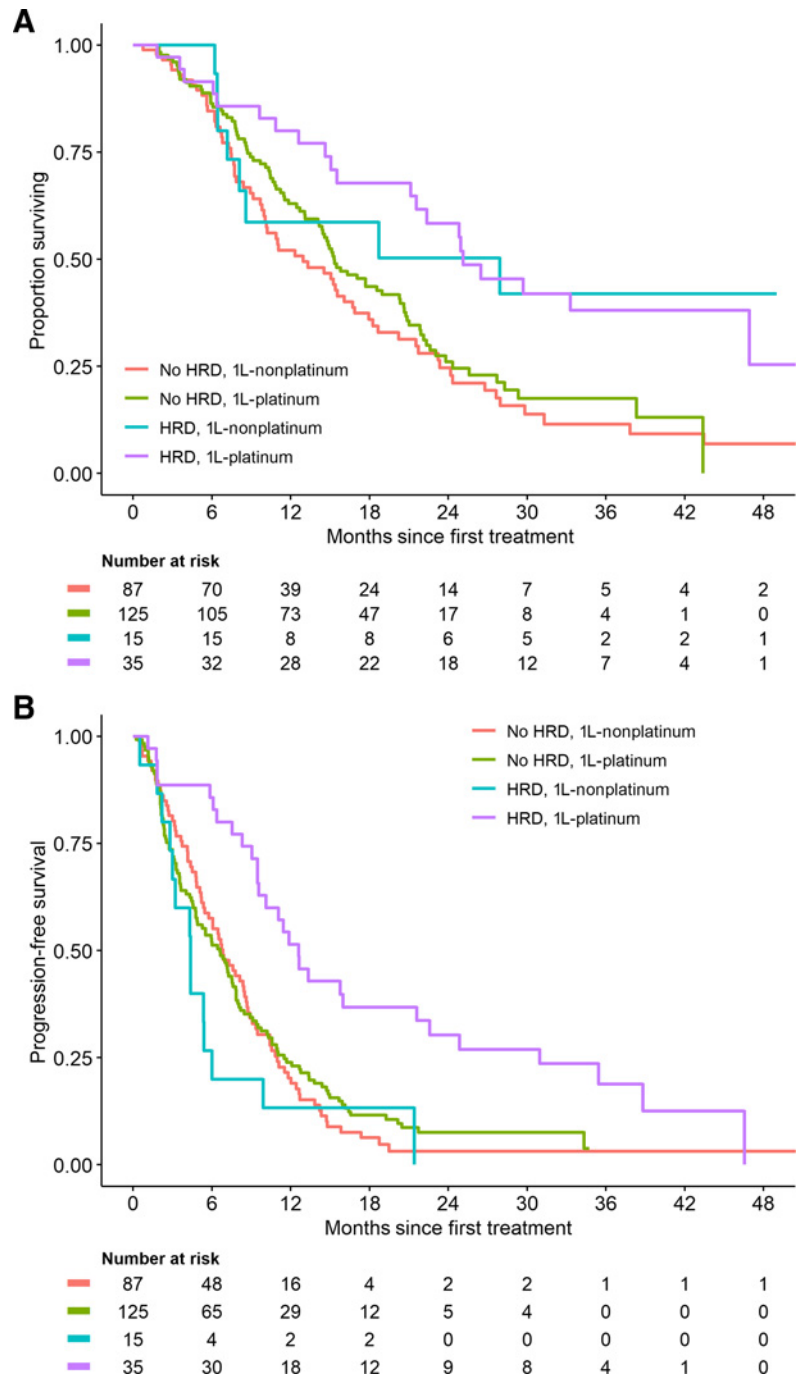 A
1.00
0.75
0.50
0.25
0.00
Proportion surviving
No HRD, 1L-nonplatinum
No HRD, 1L-platinum
HRD, 1L-nonplatinum
HRD, 1L-platinum
0 6 12 18 24 30 36 42 48
Months since first treatment
Number at risk
87 70 39 24 14 7 5 4 2
125 105 73 47 17 8 4 1 0
15 15 8 8 6 5 2 2 1
35 32 28 22 18 12 7 4 1
B
1.00
0.75
0.50
0.25
0.00
Progression-free survival
No HRD, 1L-nonplatinum
No HRD, 1L-platinum
HRD, 1L-nonplatinum
HRD, 1L-platinum
0 6 12 18 24 30 36 42 48
Months since first treatment
Number at risk
87 48 16 4 2 2 1 1 1
125 65 29 12 5 4 0 0 0
15 4 2 2 0 0 0 0 0
35 30 18 12 9 8 4 1 0